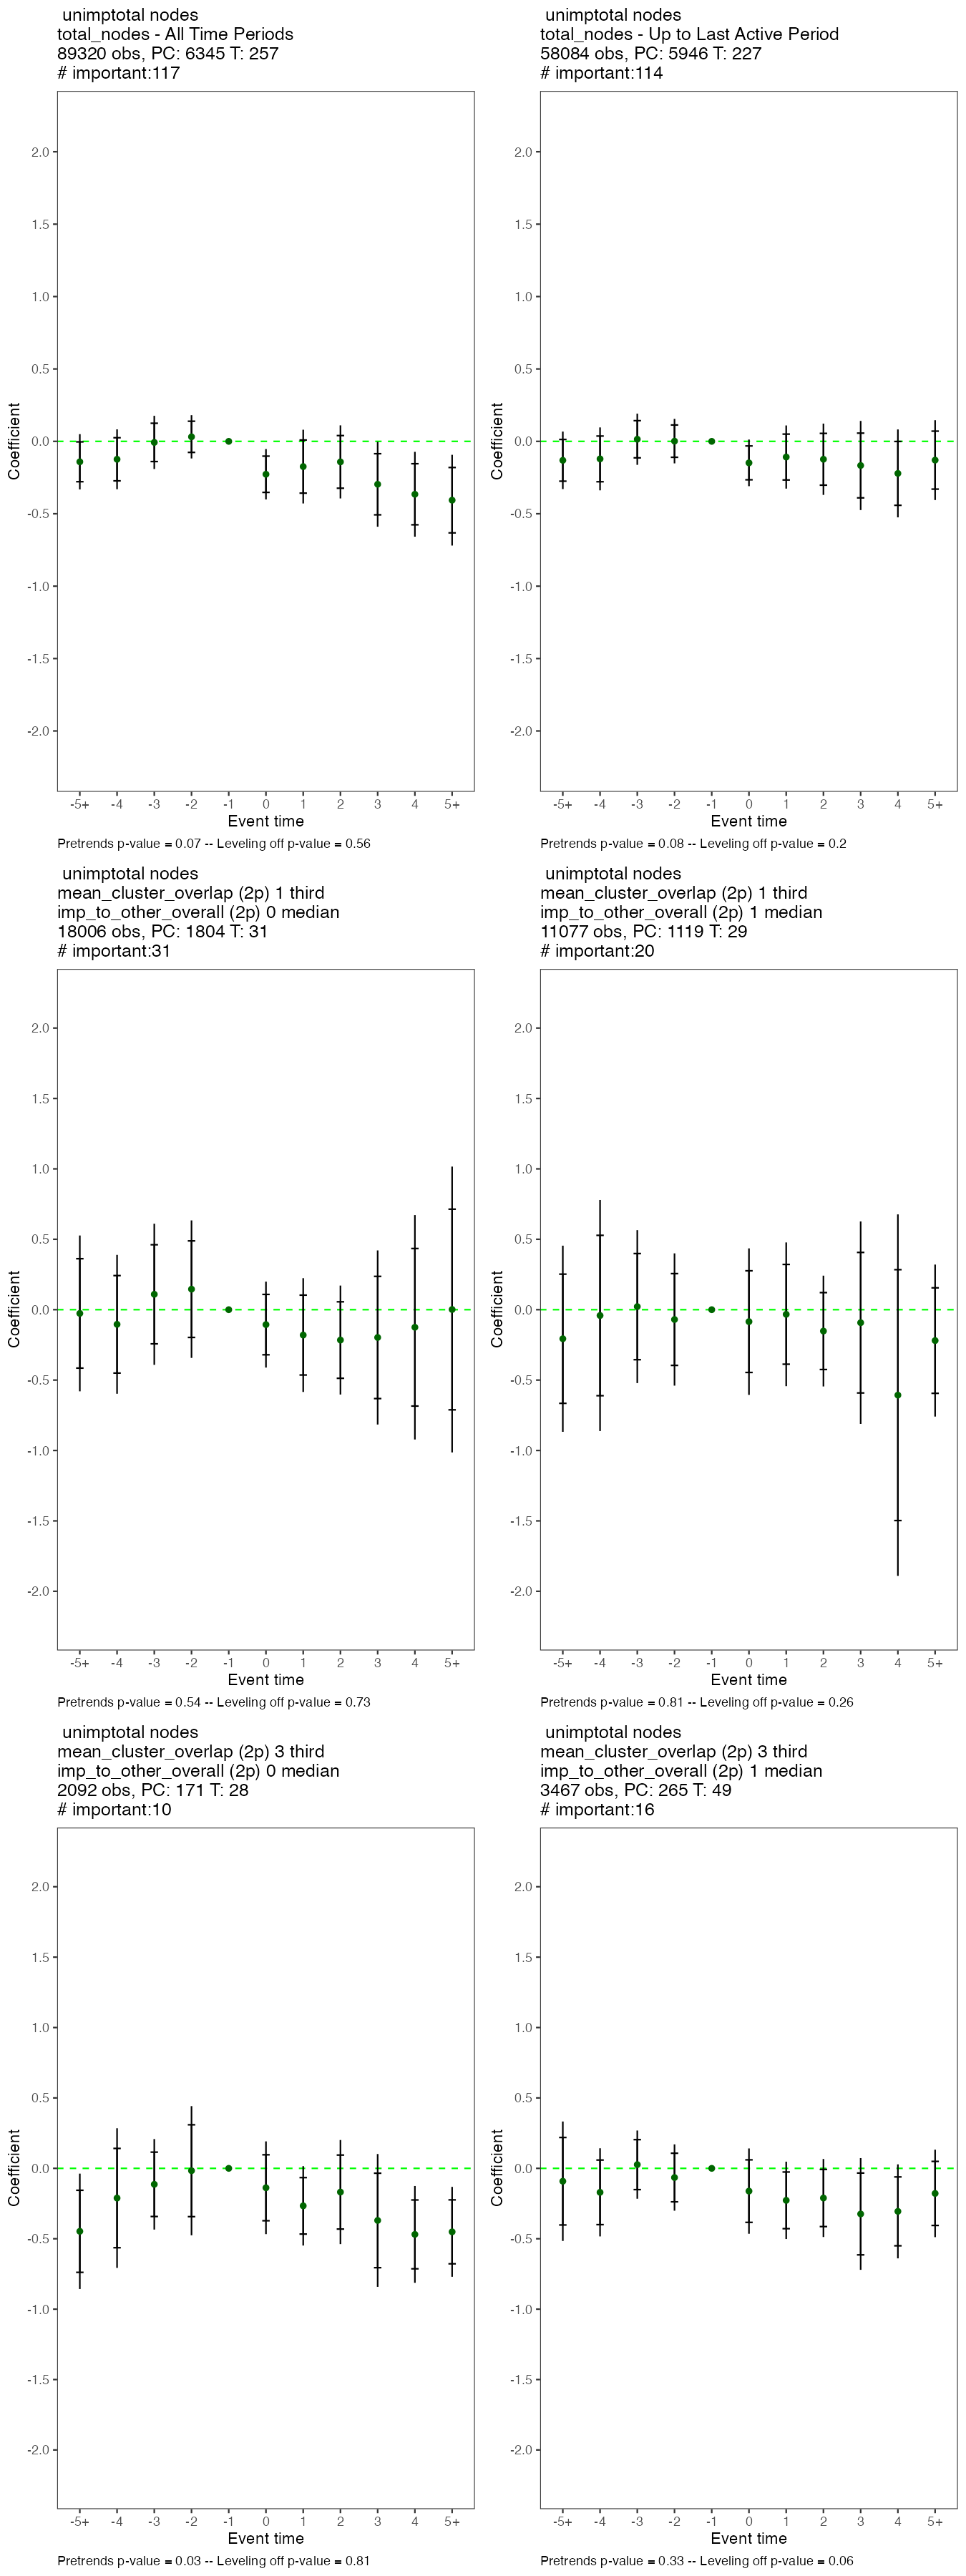 unimptotal nodes
total_nodes - All Time Periods
89320 obs, PC: 6345 T: 257
# important:117
2.0
1.5
1.0
0.5
0.0
-0.5
-1.0
-1.5
-2.0
Coefficient
-5+ -4 -3 -2 -1 0 1 2 3 4 5+
Event time
Pretrends p-value = 0.07 -- Leveling off p-value = 0.56
unimptotal nodes
total_nodes - Up to Last Active Period
58084 obs, PC: 5946 T: 227
# important:114
2.0
1.5
1.0
0.5
0.0
-0.5
-1.0
-1.5
-2.0
Coefficient
-5+ -4 -3 -2 -1 0 1 2 3 4 5+
Event time
Pretrends p-value = 0.08 -- Leveling off p-value = 0.2
unimptotal nodes
mean_cluster_overlap (2p) 1 third
imp_to_other_overall (2p) 0 median
18006 obs, PC: 1804 T: 31
# important:31
2.0
1.5
1.0
0.5
0.0
-0.5
-1.0
-1.5
-2.0
Coefficient
-5+ -4 -3 -2 -1 0 1 2 3 4 5+
Event time
Pretrends p-value = 0.54 -- Leveling off p-value = 0.73
unimptotal nodes
mean_cluster_overlap (2p) 1 third
imp_to_other_overall (2p) 1 median
11077 obs, PC: 1119 T: 29
# important:20
2.0
1.5
1.0
0.5
0.0
-0.5
-1.0
-1.5
-2.0
Coefficient
-5+ -4 -3 -2 -1 0 1 2 3 4 5+
Event time
Pretrends p-value = 0.81 -- Leveling off p-value = 0.26
unimptotal nodes
mean_cluster_overlap (2p) 3 third
imp_to_other_overall (2p) 0 median
2092 obs, PC: 171 T: 28
# important:10
2.0
1.5
1.0
0.5
0.0
-0.5
-1.0
-1.5
-2.0
Coefficient
-5+ -4 -3 -2 -1 0 1 2 3 4 5+
Event time
Pretrends p-value = 0.03 -- Leveling off p-value = 0.81
unimptotal nodes
mean_cluster_overlap (2p) 3 third
imp_to_other_overall (2p) 1 median
3467 obs, PC: 265 T: 49
# important:16
2.0
1.5
1.0
0.5
0.0
-0.5
-1.0
-1.5
-2.0
Coefficient
-5+ -4 -3 -2 -1 0 1 2 3 4 5+
Event time
Pretrends p-value = 0.33 -- Leveling off p-value = 0.06